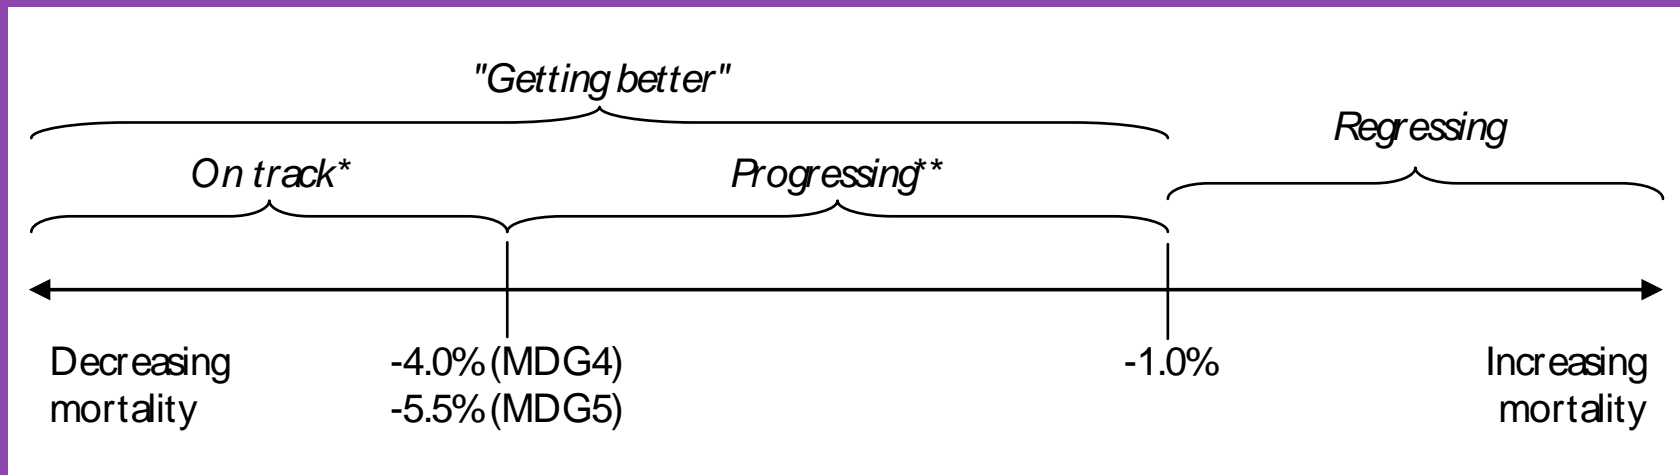 "Getting better"
Regressing
On track*
Progressing**
Decreasing
mortality
-4.0% (MDG4)
-5.5% (MDG5)
-1.0%
Increasing
mortality